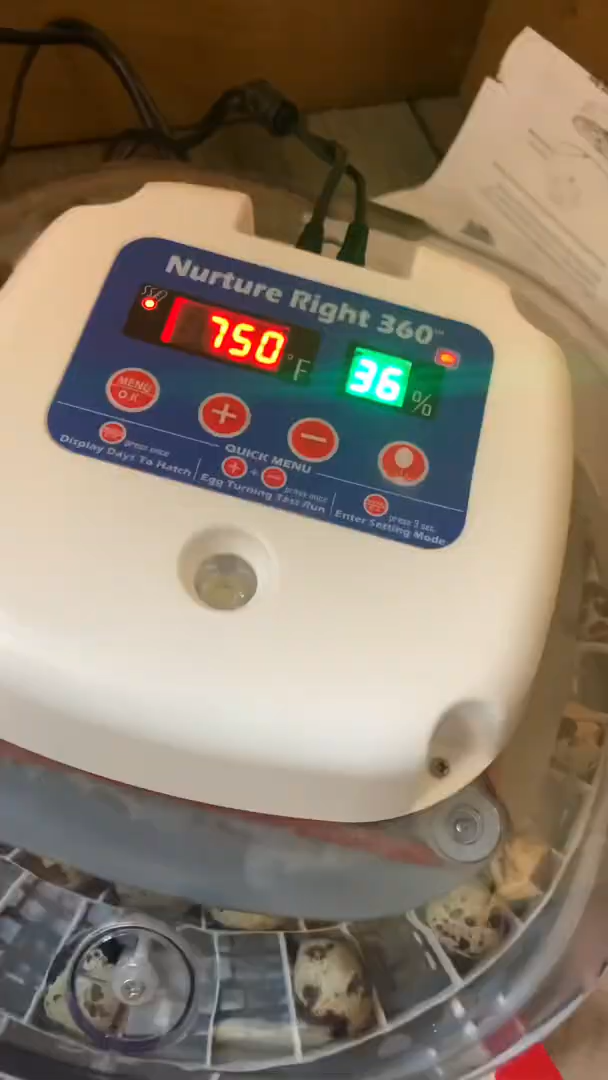 Nurture Right 360™
750 °F
36 %
MENU
OK
+
−
QUICK MENU
press once
Display Days To Hatch
+ + − press once
Egg Turning Test Run
press 3 sec.
Enter Setting Mode